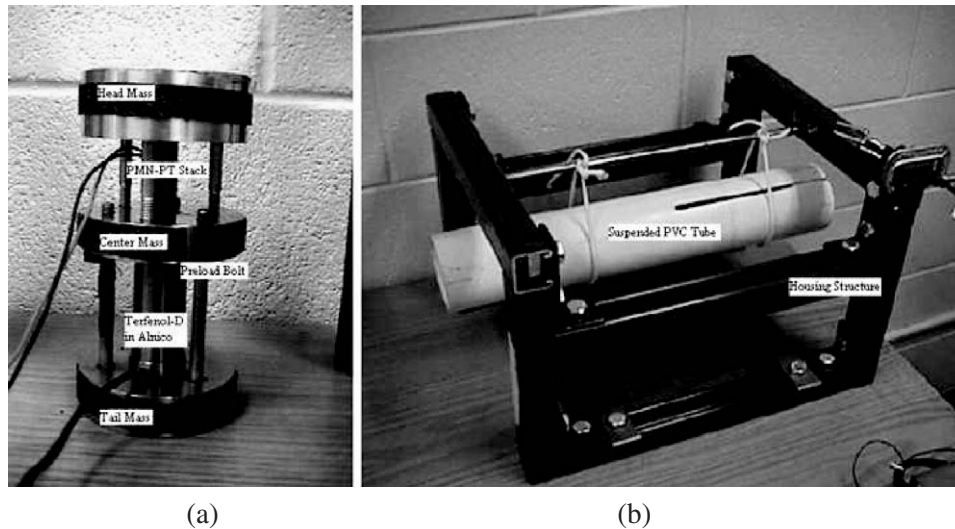 Head Mass
PMN-PT Stack
Center Mass
Preload Bolt
Terfenol-D
in Alnico
Tail Mass
Suspended PVC Tube
Housing Structure
(a)
(b)